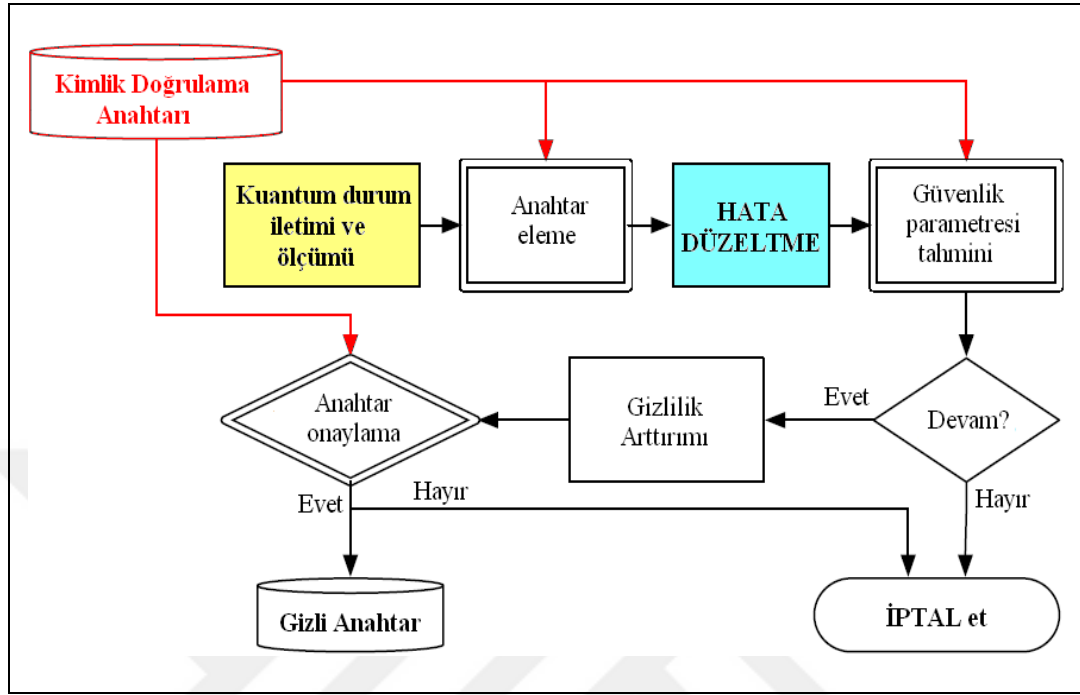 Kimlik Doğrulama
Anahtarı
Kuantum durum
iletimi ve
ölçümü
Anahtar
eleme
HATA
DÜZELTME
Güvenlik
parametresi
tahmini
Anahtar
onaylama
Gizlilik
Arttırımı
Evet
Devam?
Evet
Hayır
Hayır
Gizli Anahtar
İPTAL et